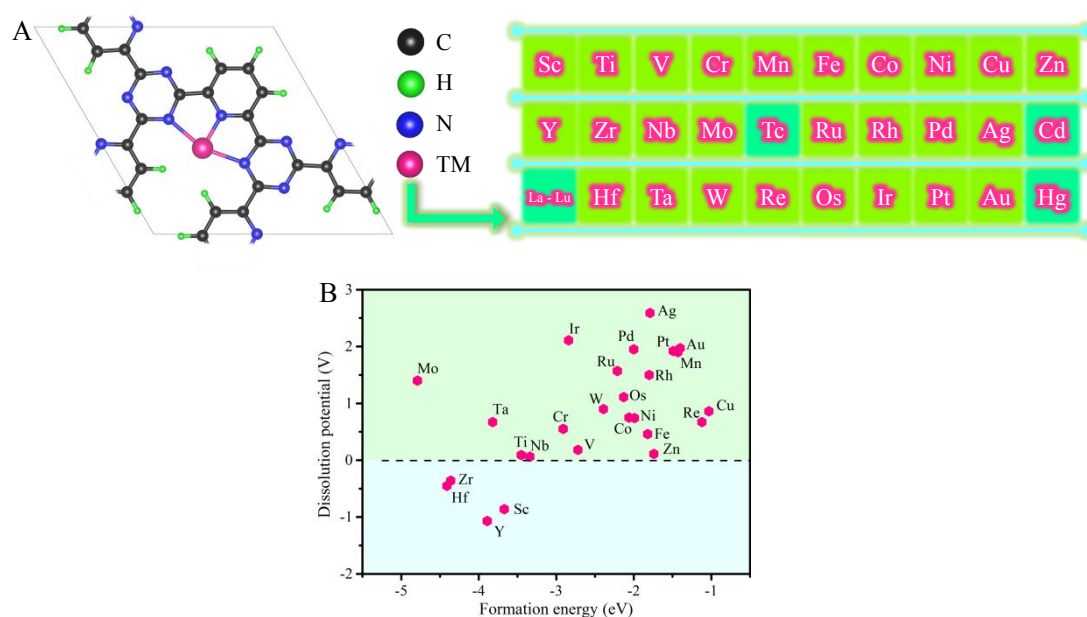 A
C
H
N
TM
Sc Ti V Cr Mn Fe Co Ni Cu Zn
Y Zr Nb Mo Tc Ru Rh Pd Ag Cd
La - Lu Hf Ta W Re Os Ir Pt Au Hg
B
3
2
1
0
-1
-2
Dissolution potential (V)
Ag
Ir
Pd
Pt
Au
Mn
Mo
Ru
Rh
Ta
W
Os
Cr
Co
Ni
Re
Cu
Fe
Ti
Nb
V
Zn
Zr
Hf
Sc
Y
-5 -4 -3 -2 -1
Formation energy (eV)